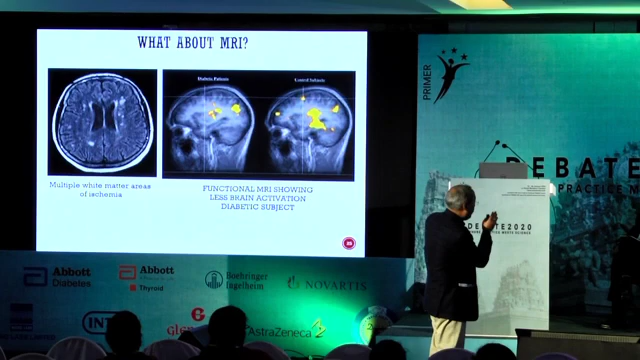 WHAT ABOUT MRI?
Diabetic Patients
Control Subjects
Multiple white matter areas
of ischemia
FUNCTIONAL MRI SHOWING
LESS BRAIN ACTIVATION
DIABETIC SUBJECT
PRIMER
DEBATE
PRACTICE
DEBATE2020
Abbott
Diabetes
Abbott
Thyroid
Boehringer
Ingelheim
NOVARTIS
INT
AstraZeneca